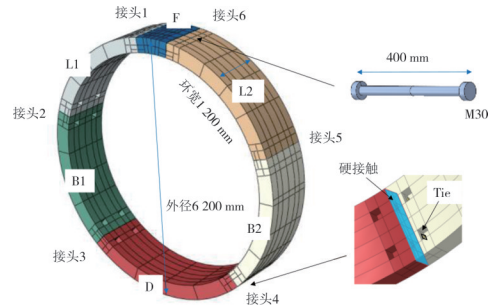 接头1
F
接头6
L1
400 mm
L2
M30
接头2
环宽1 200 mm
接头5
硬接触
Tie
B1
外径6 200 mm
B2
接头3
D
接头4